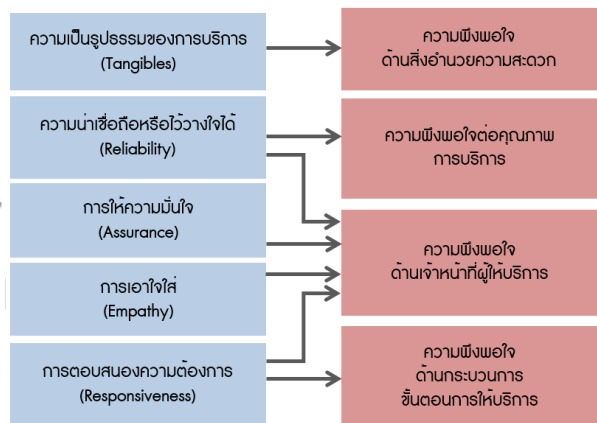 ความเป็นรูปธรรมของการบริการ
(Tangibles)
ความน่าเชื่อถือหรือไว้วางใจได้
(Reliability)
การให้ความมั่นใจ
(Assurance)
การเอาใจใส่
(Empathy)
การตอบสนองความต้องการ
(Responsiveness)
ความพึงพอใจ
ด้านสิ่งอำนวยความสะดวก
ความพึงพอใจต่อคุณภาพ
การบริการ
ความพึงพอใจ
ด้านเจ้าหน้าที่ผู้ให้บริการ
ความพึงพอใจ
ด้านกระบวนการ
ขั้นตอนการให้บริการ